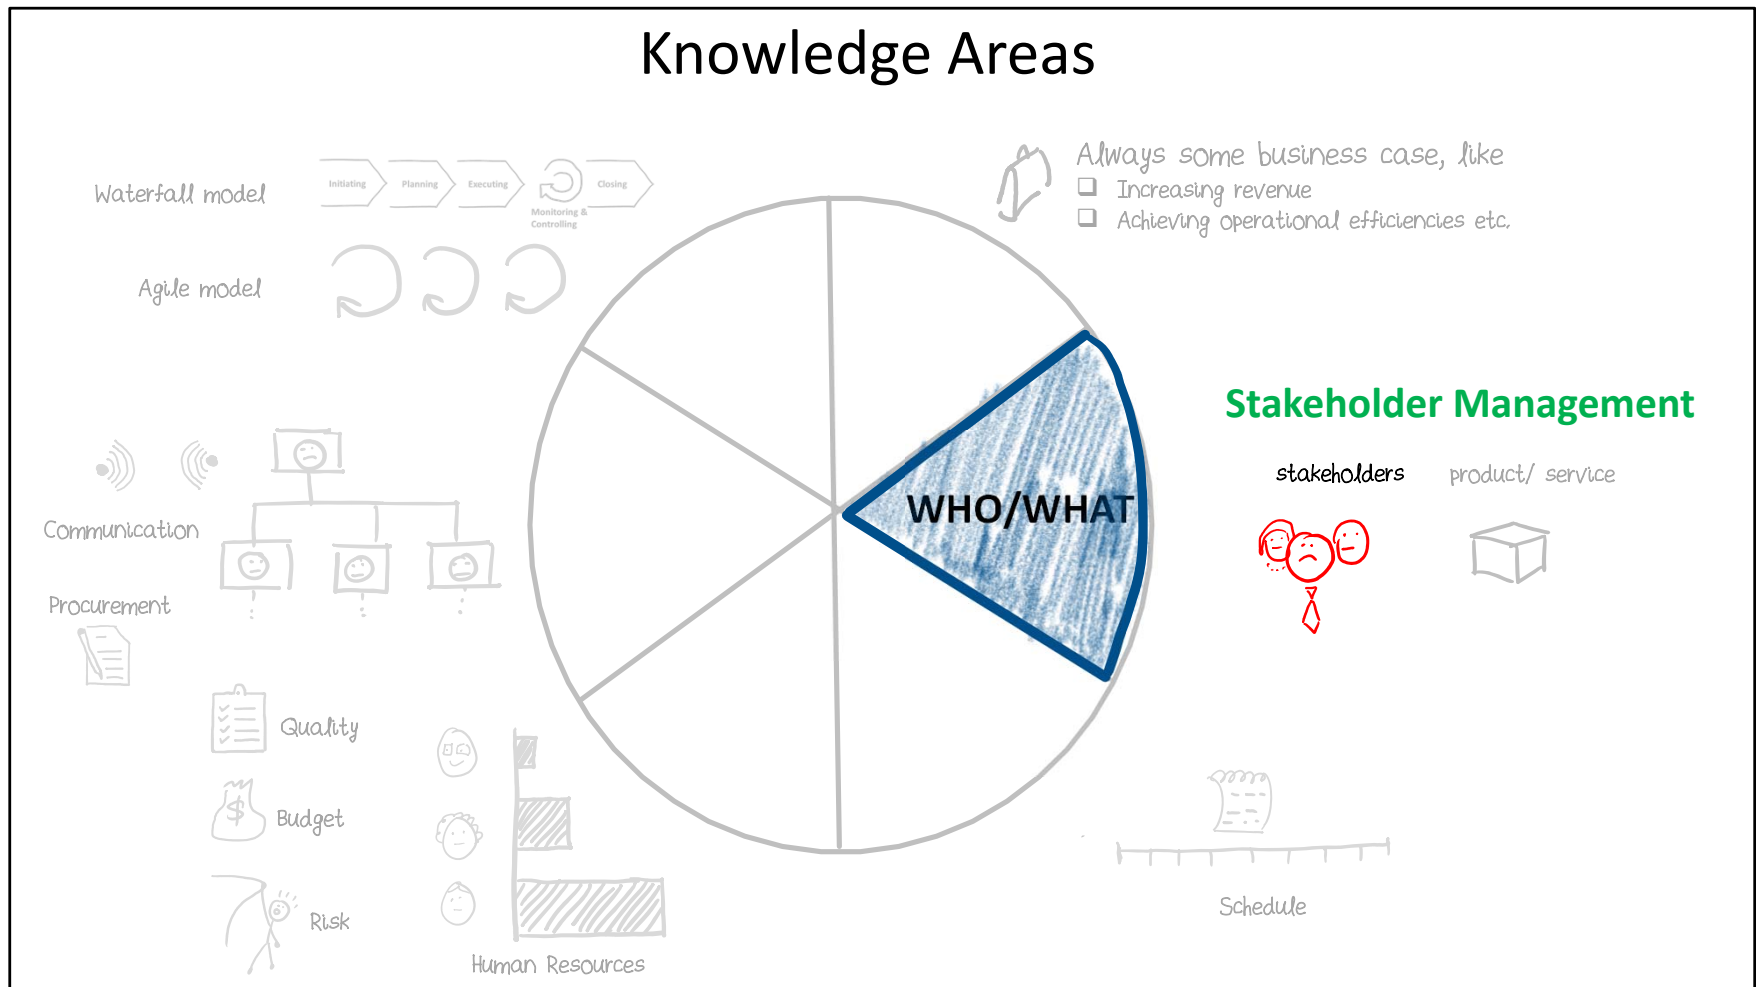 Knowledge Areas
Waterfall model
Initiating
Planning
Executing
Monitoring &
Controlling
Closing
Agile model
Always some business case, like
Increasing revenue
Achieving operational efficiencies etc.
WHO/WHAT
Stakeholder Management
stakeholders
product/ service
Communication
Procurement
Quality
$
Budget
Risk
Human Resources
Schedule